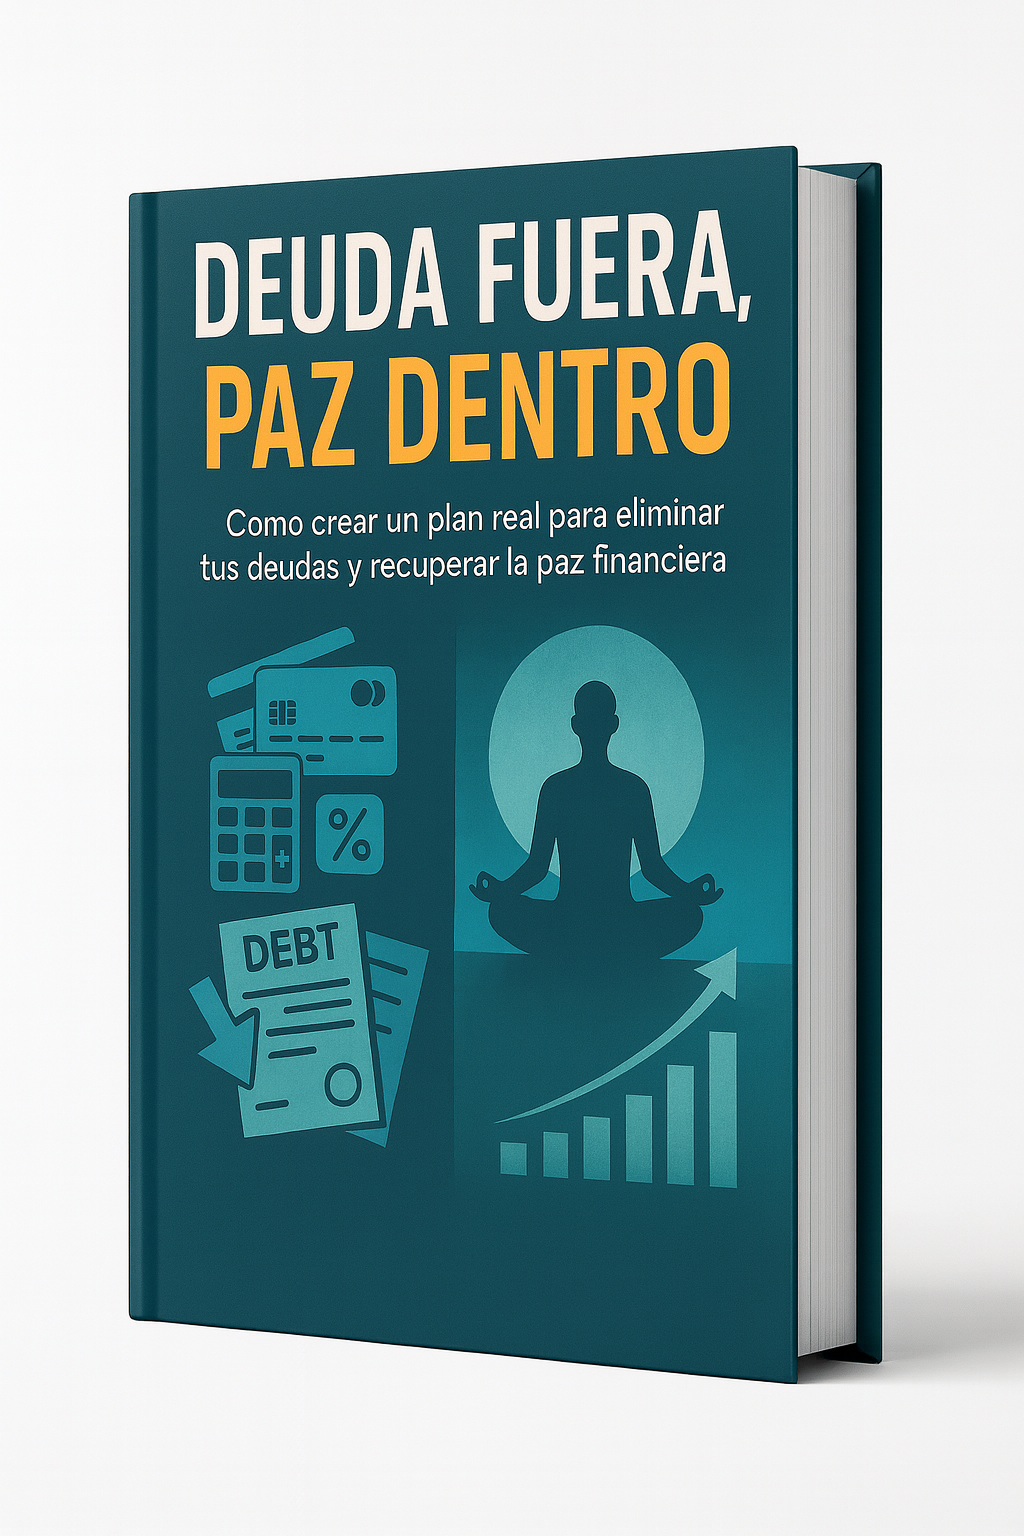 DEUDA FUERA,
PAZ DENTRO
Como crear un plan real para eliminar
tus deudas y recuperar la paz financiera
%
DEBT